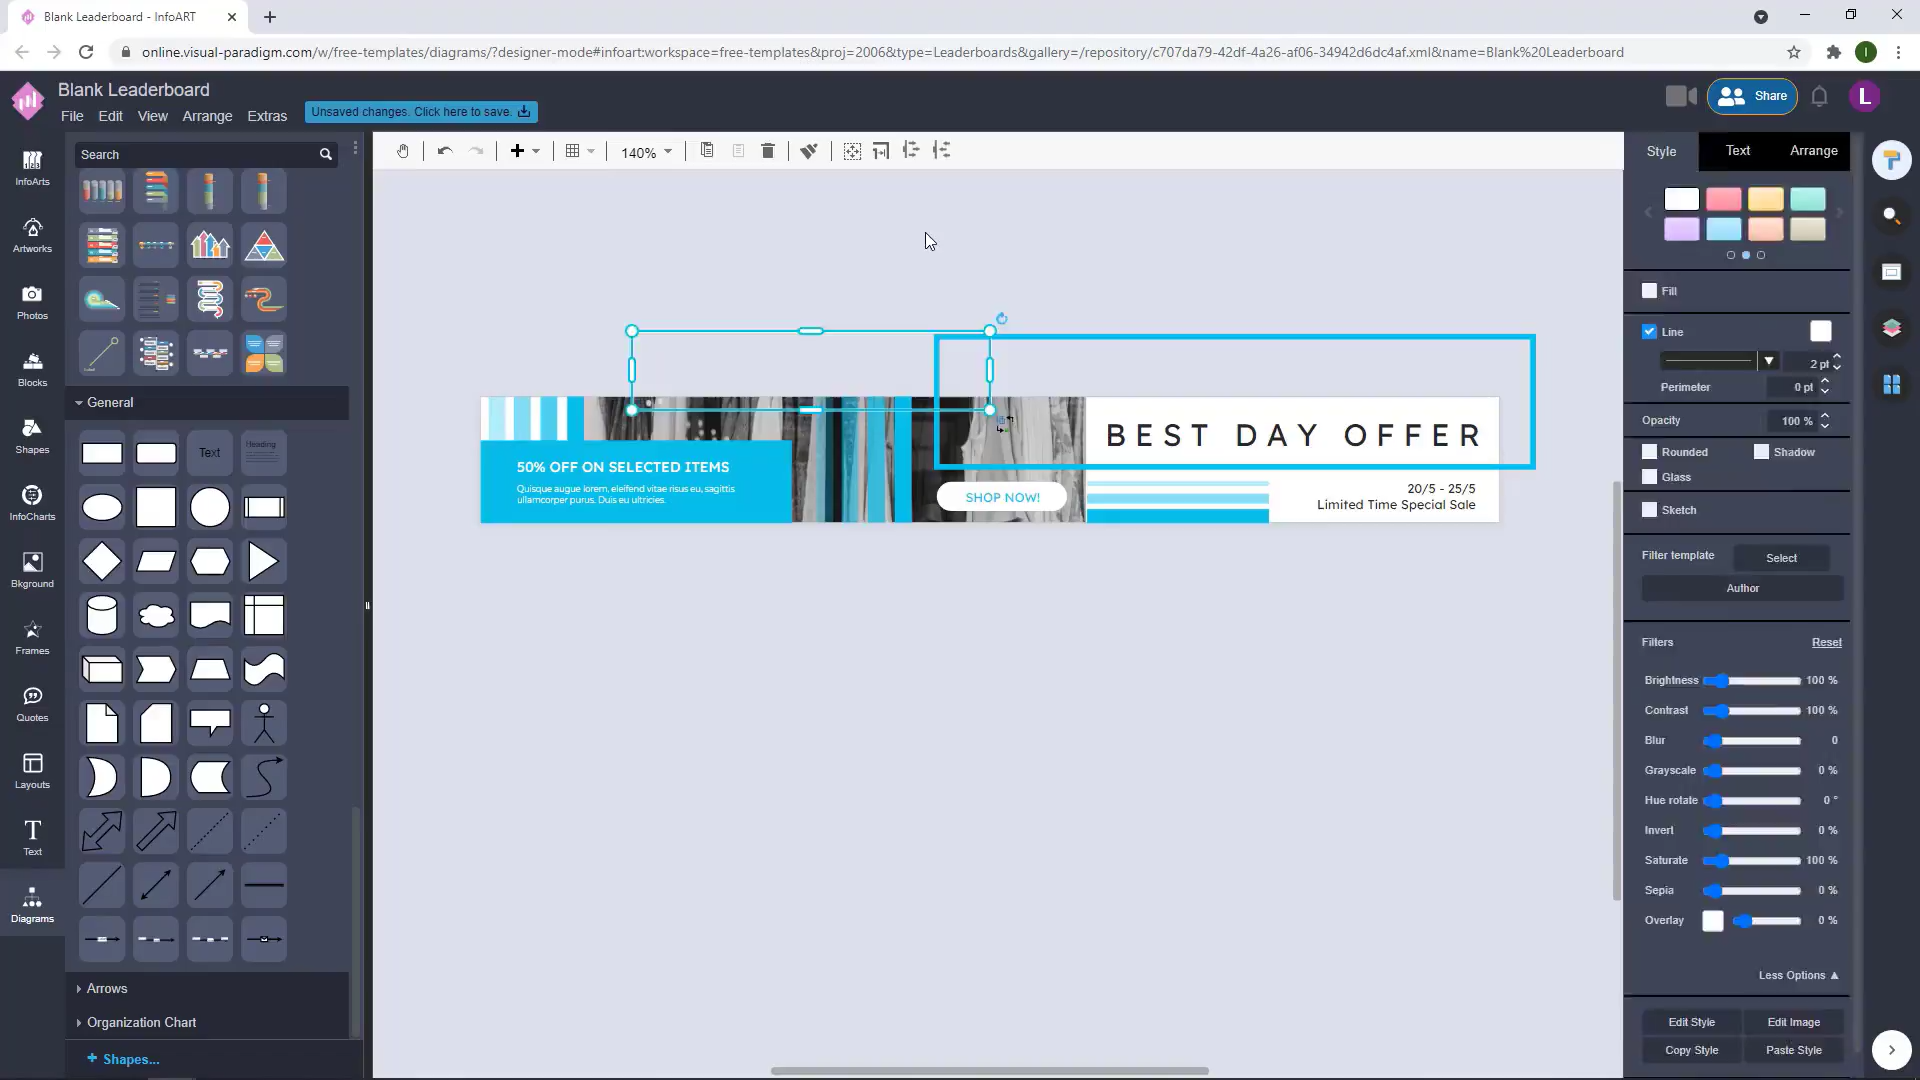 Blank Leaderboard - InfoART
online.visual-paradigm.com/w/free-templates/diagrams/?designer-mode#infoart:workspace=free-templates&proj=2006&type=Leaderboards&gallery=/repository/c707da79-42df-4a26-af06-34942d6dc4af.xml&name=Blank%20Leaderboard
I
Blank Leaderboard
File Edit View Arrange Extras
Unsaved changes. Click here to save.
Share
L
Search
140%
Style Text Arrange
InfoArts
Artworks
Photos
Blocks
Shapes
InfoCharts
Bkground
Frames
Quotes
Layouts
T
Text
Diagrams
General
Text
Heading
Arrows
Organization Chart
+ Shapes...
50% OFF ON SELECTED ITEMS
Quisque augue lorem, eleifend vitae risus eu, sagittis
ullamcorper purus. Duis eu ultricies.
SHOP NOW!
BEST DAY OFFER
20/5 - 25/5
Limited Time Special Sale
Fill
Line
2 pt
Perimeter 0 pt
Opacity 100 %
Rounded Shadow
Glass
Sketch
Filter template Select
Author
Filters Reset
Brightness 100 %
Contrast 100 %
Blur 0
Grayscale 0 %
Hue rotate 0 °
Invert 0 %
Saturate 100 %
Sepia 0 %
Overlay 0 %
Less Options
Edit Style Edit Image
Copy Style Paste Style